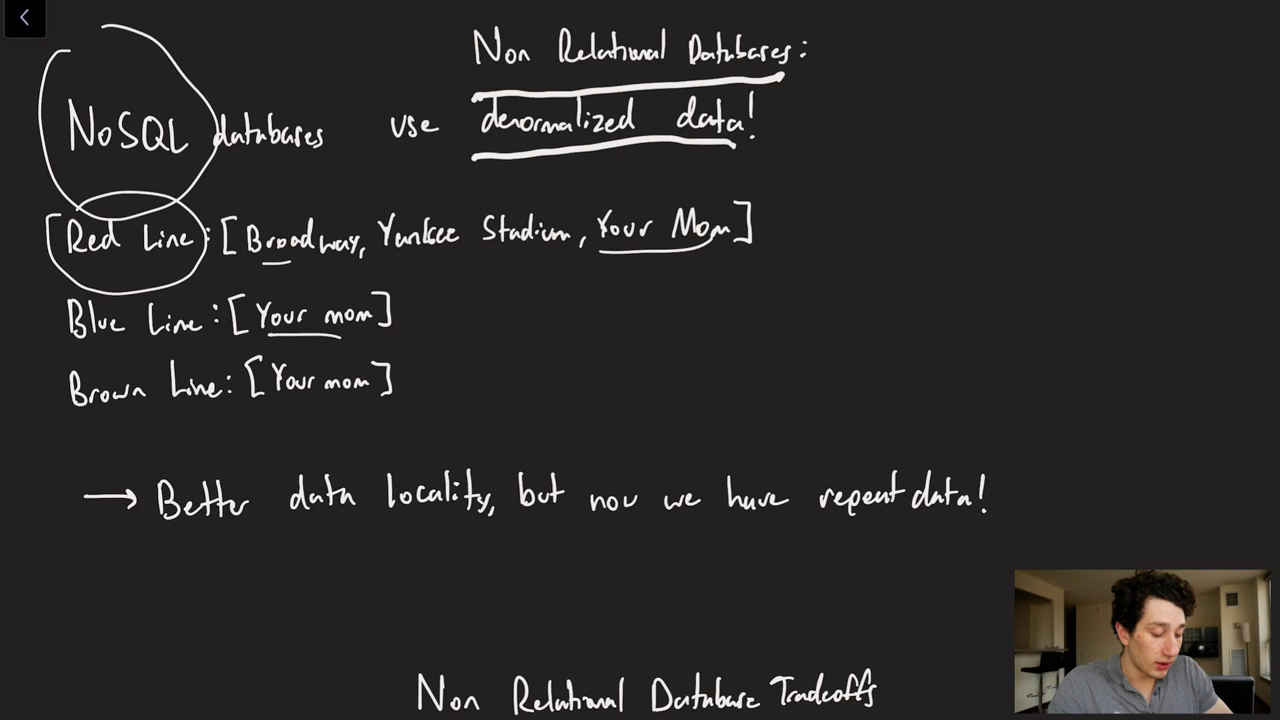 Non Relational Databases:
NoSQL databases use denormalized data!
Red Line: [Broadway, Yankee Stadium, Your Mom]
Blue Line: [Your mom]
Brown Line: [Your mom]
→ Better data locality, but now we have repeat data!
Non Relational Database Tradeoffs